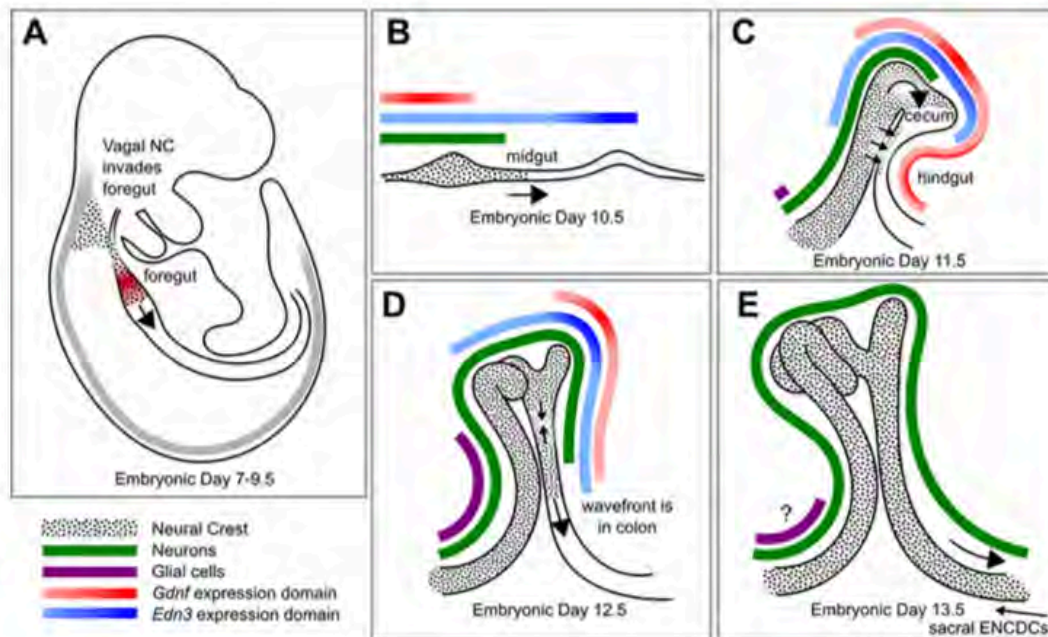 A
Vagal NC
invades
foregut
foregut
Embryonic Day 7-9.5
B
midgut
Embryonic Day 10.5
C
cecum
hindgut
Embryonic Day 11.5
D
wavefront is
in colon
Embryonic Day 12.5
E
?
Embryonic Day 13.5
sacral ENCDCs
Neural Crest
Neurons
Glial cells
Gdnf expression domain
Edn3 expression domain